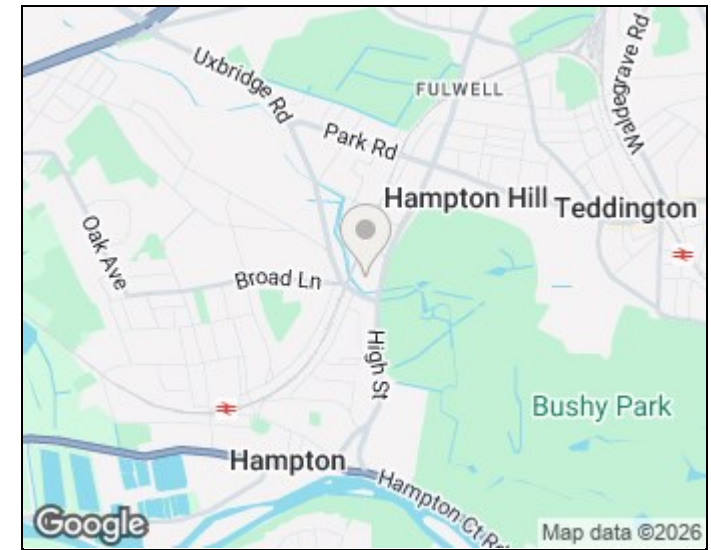 Uxbridge Rd
FULWELL
Waldegrave Rd
Park Rd
Hampton Hill
Teddington
Oak Ave
Broad Ln
High St
Bushy Park
Hampton
Hampton Ct Rd
Google
Map data ©2026